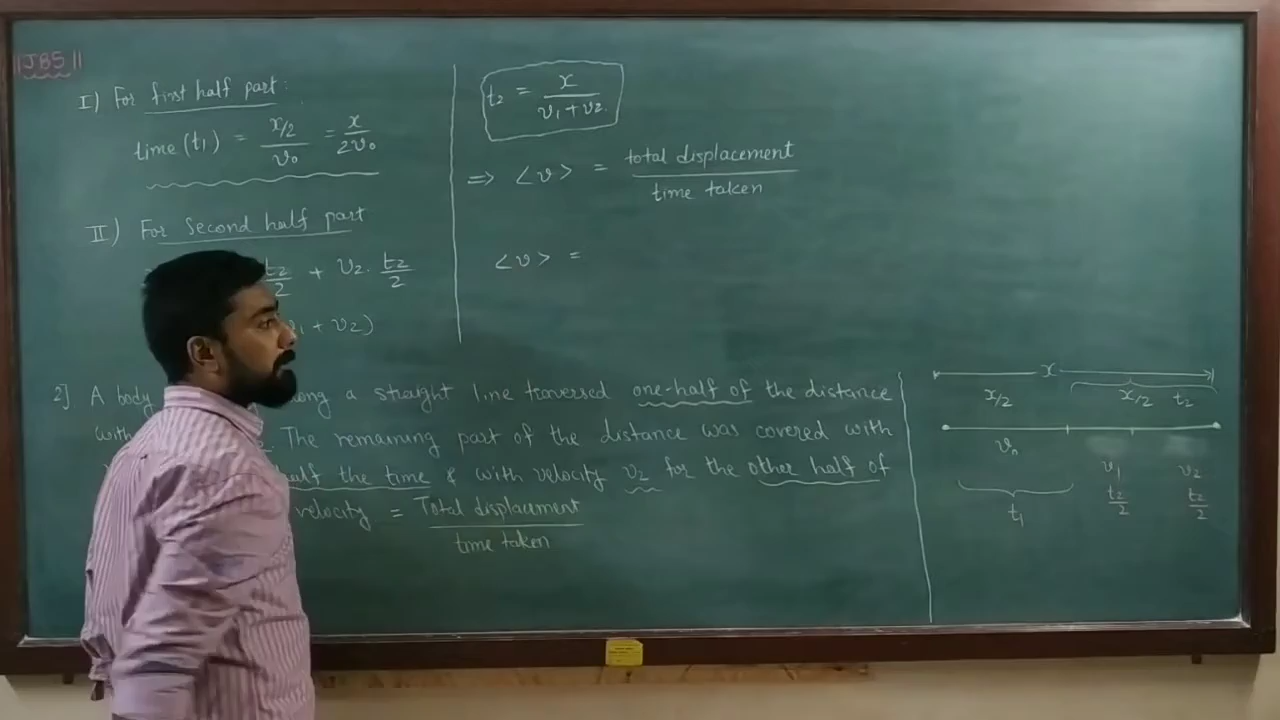 ||JBS||
I) For first half part:
time (t₁) = x/2 / v₀ = x / 2v₀
II) For second half part
t₂/2 + v₂. t₂/2
+ v₂)
t₂ = x / v₁ + v₂.
⇒ <v> = total displacement / time taken
<v> =
2] A body a straight line traversed one-half of the distance
with The remaining part of the distance was covered with
half the time & with velocity v₂ for the other half of
velocity = Total displacement / time taken
x
x/2 x/2 t₂
v₁ v₂
t₁ t₂/2 t₂/2